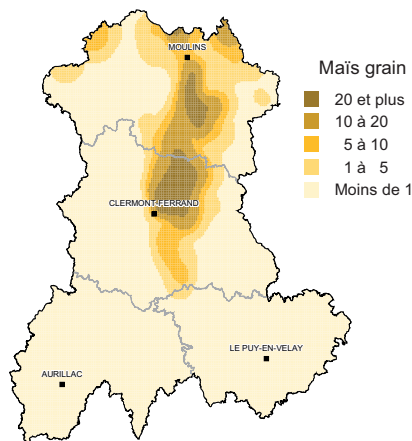 MOULINS
Maïs grain
20 et plus
10 à 20
5 à 10
1 à 5
Moins de 1
CLERMONT-FERRAND
LE PUY-EN-VELAY
AURILLAC